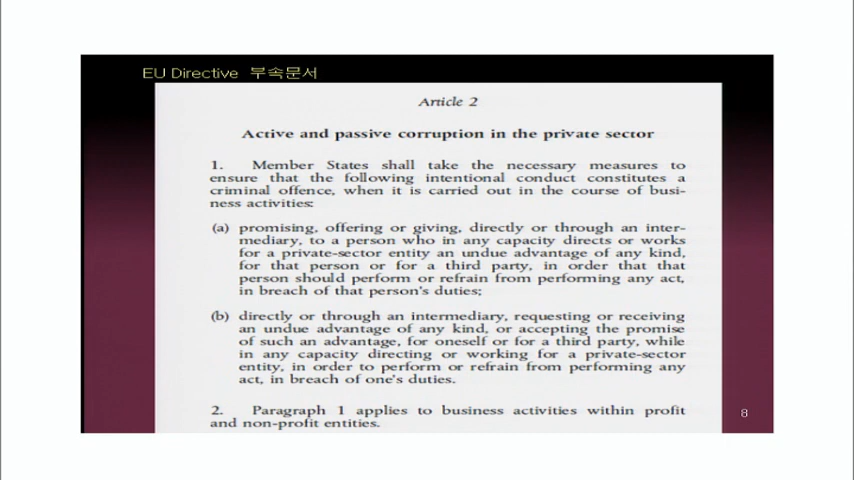 EU Directive 부속문서
Article 2
Active and passive corruption in the private sector
1. Member States shall take the necessary measures to
ensure that the following intentional conduct constitutes a
criminal offence, when it is carried out in the course of busi-
ness activities:
(a) promising, offering or giving, directly or through an inter-
mediary, to a person who in any capacity directs or works
for a private-sector entity an undue advantage of any kind,
for that person or for a third party, in order that that
person should perform or refrain from performing any act,
in breach of that person's duties;
(b) directly or through an intermediary, requesting or receiving
an undue advantage of any kind, or accepting the promise
of such an advantage, for oneself or for a third party, while
in any capacity directing or working for a private-sector
entity, in order to perform or refrain from performing any
act, in breach of one's duties.
2. Paragraph 1 applies to business activities within profit
and non-profit entities.
8